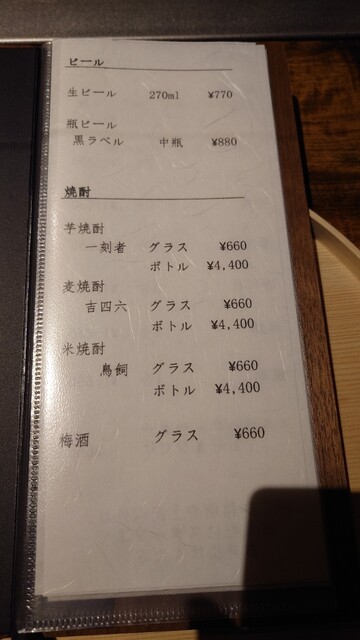 ビール
生ビール 270ml ¥770
瓶ビール
黒ラベル 中瓶 ¥880
焼酎
芋焼酎
一刻者 グラス ¥660
ボトル ¥4,400
麦焼酎
吉四六 グラス ¥660
ボトル ¥4,400
米焼酎
鳥飼 グラス ¥660
ボトル ¥4,400
梅酒 グラス ¥660